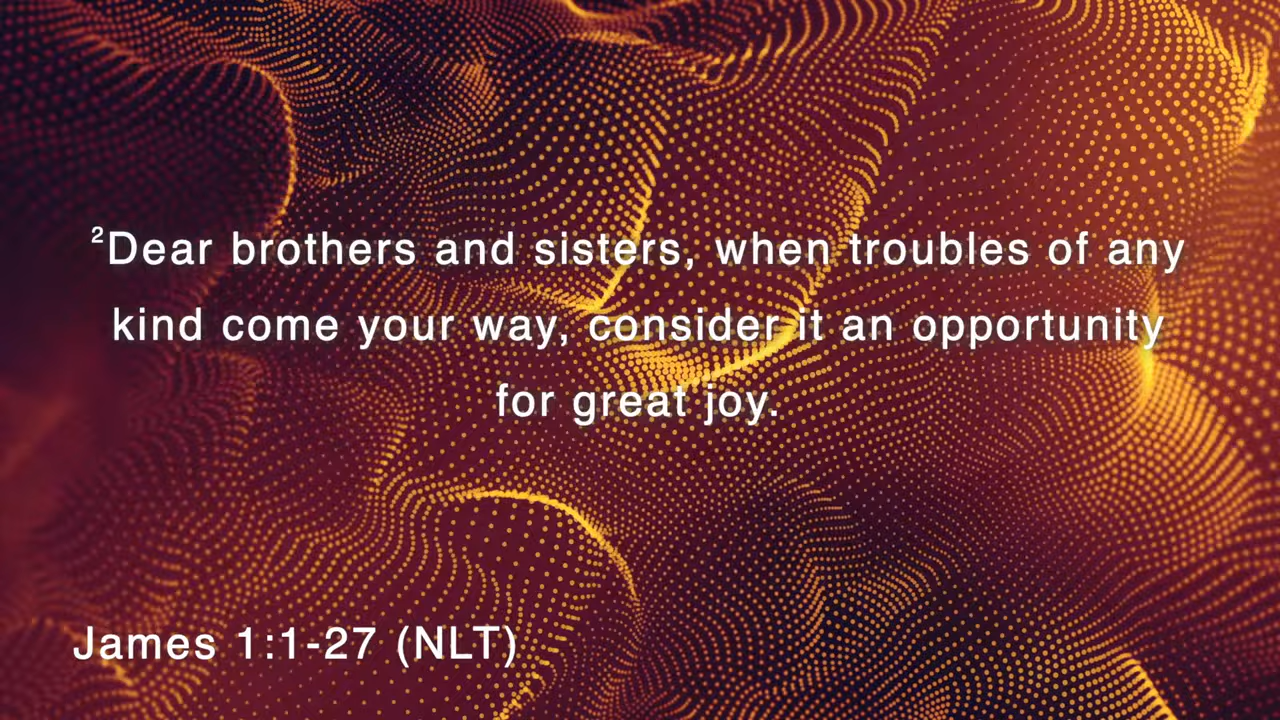 ²Dear brothers and sisters, when troubles of any
kind come your way, consider it an opportunity
for great joy.
James 1:1-27 (NLT)